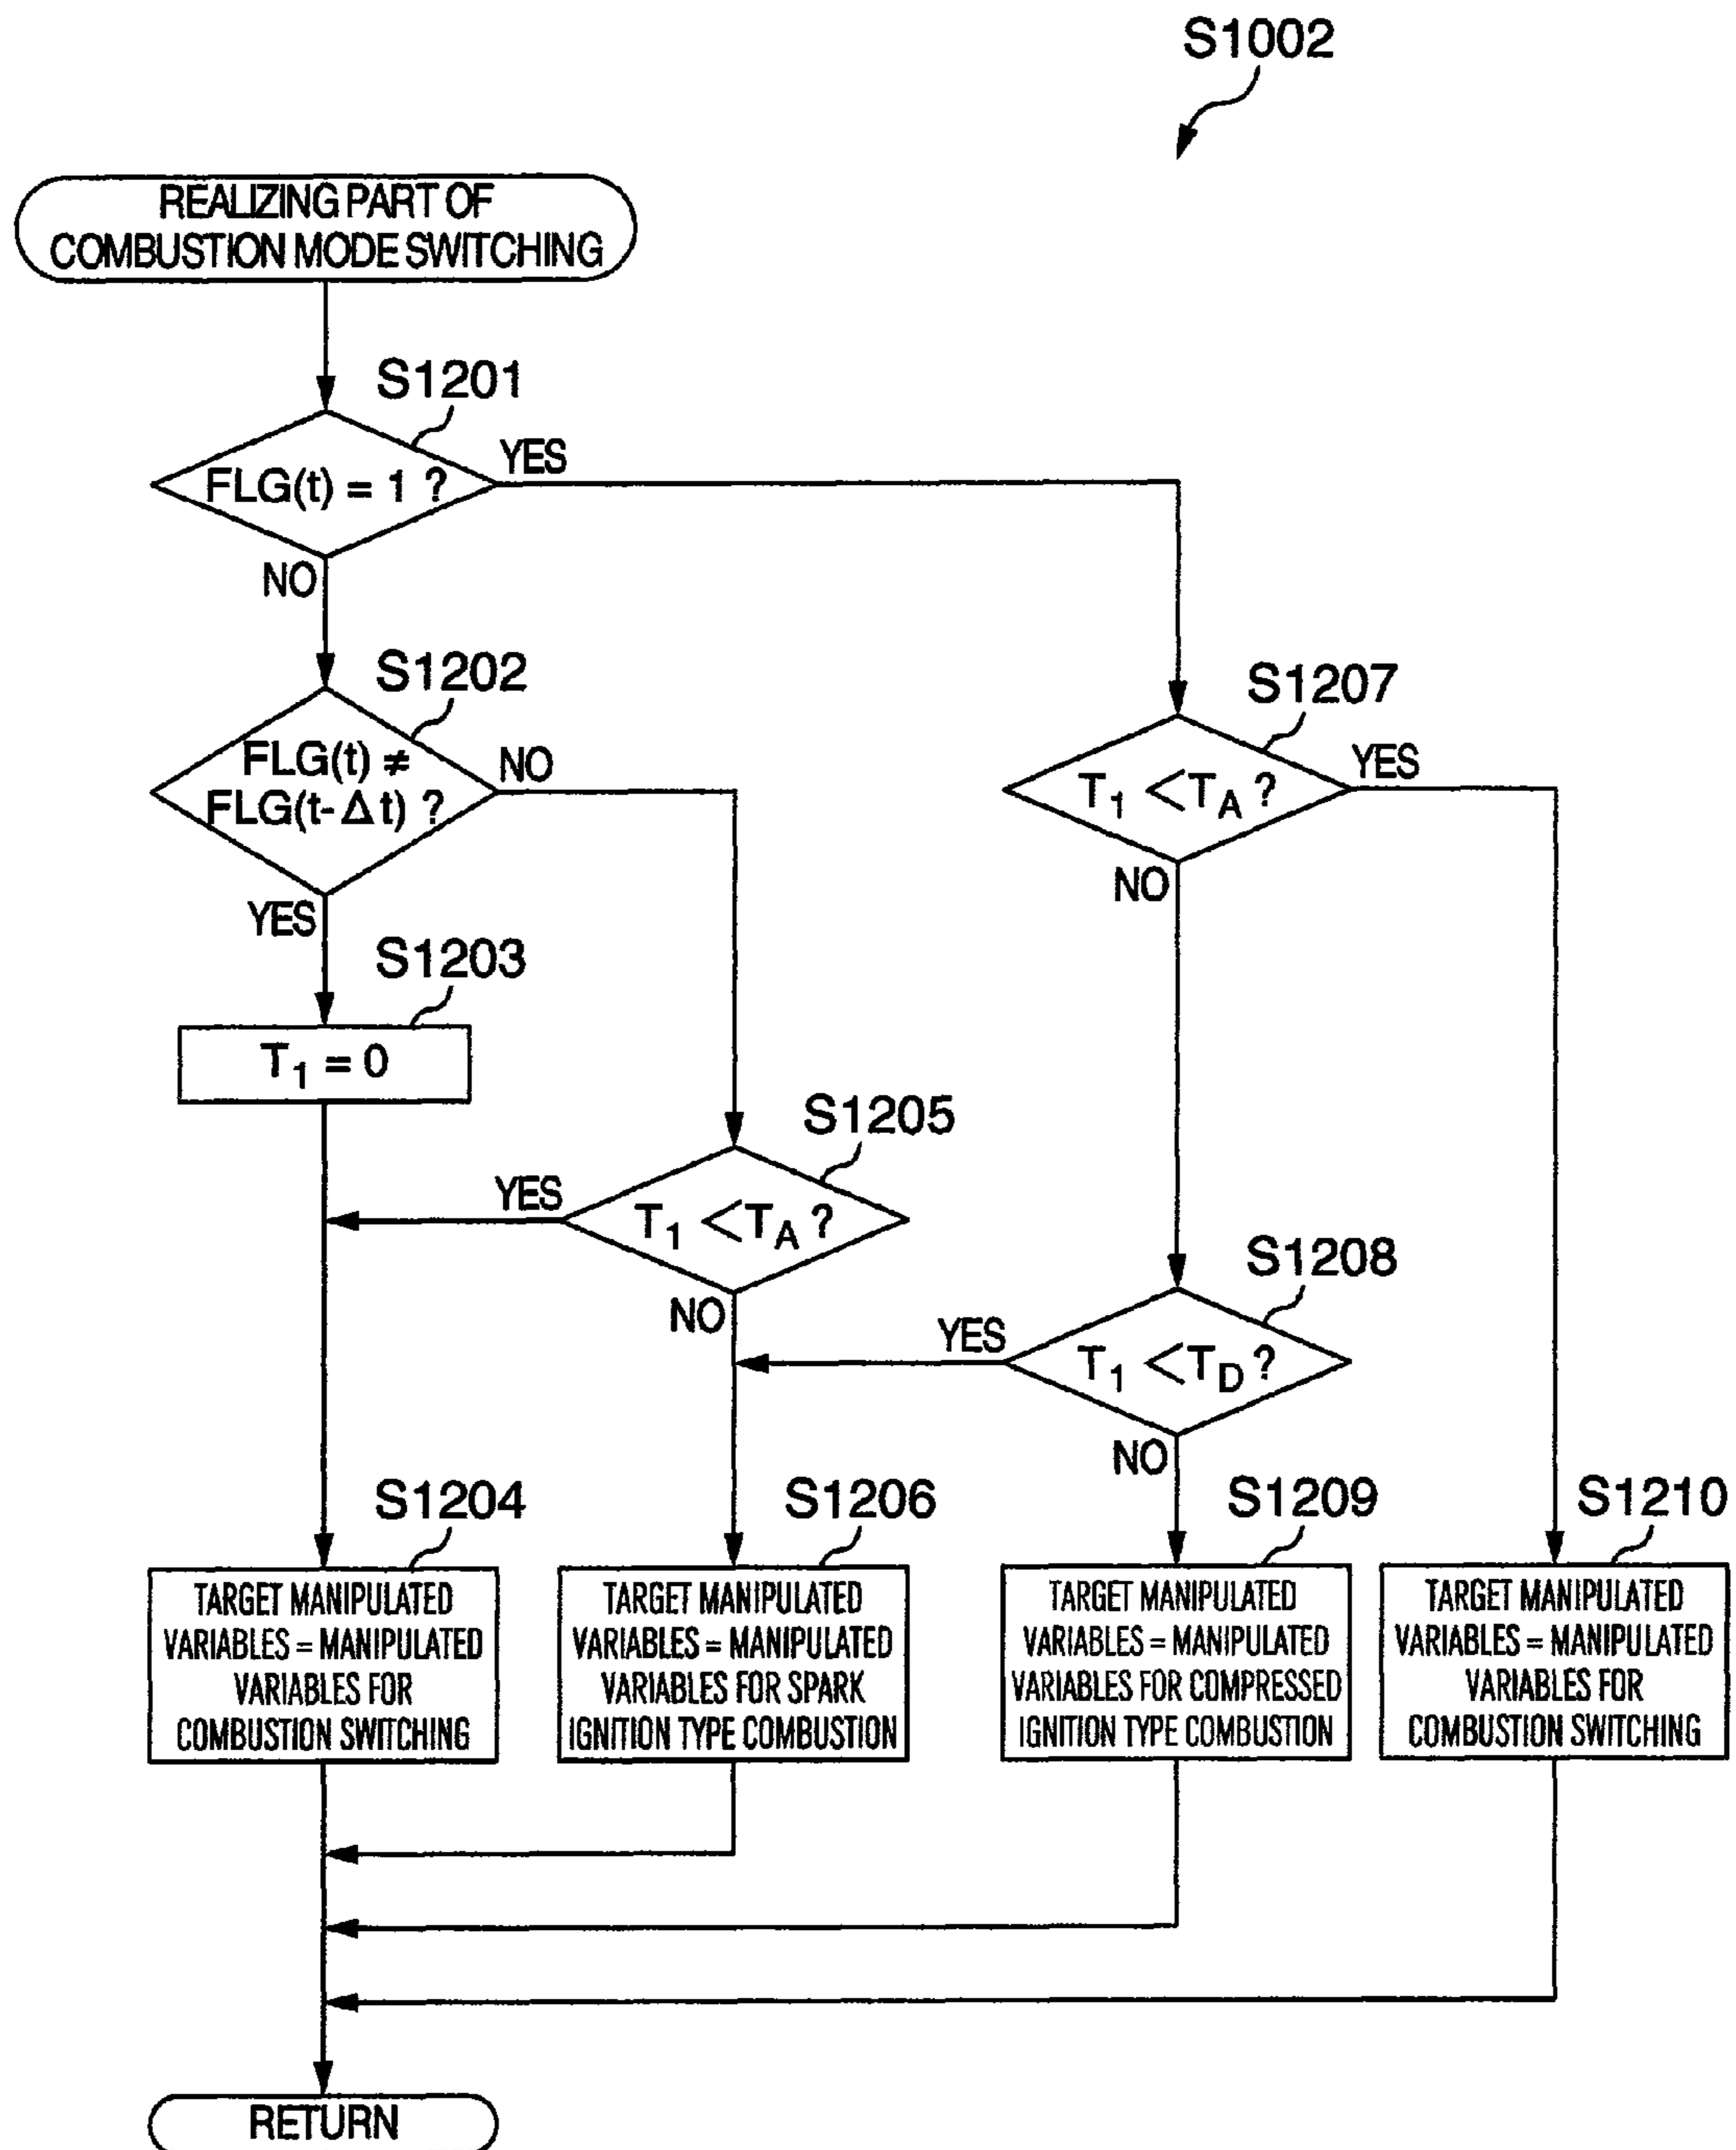 S1002
REALIZING PART OF
COMBUSTION MODE SWITCHING
S1201
FLG(t) = 1 ?
YES
NO
S1202
FLG(t) ≠
FLG(t-Δt) ?
NO
YES
S1207
T₁ <T_A ?
YES
NO
S1203
T₁ = 0
S1205
T₁ <T_A ?
YES
NO
S1208
T₁ <T_D ?
YES
NO
S1204
TARGET MANIPULATED
VARIABLES = MANIPULATED
VARIABLES FOR
COMBUSTION SWITCHING
S1206
TARGET MANIPULATED
VARIABLES = MANIPULATED
VARIABLES FOR SPARK
IGNITION TYPE COMBUSTION
S1209
TARGET MANIPULATED
VARIABLES = MANIPULATED
VARIABLES FOR COMPRESSED
IGNITION TYPE COMBUSTION
S1210
TARGET MANIPULATED
VARIABLES = MANIPULATED
VARIABLES FOR
COMBUSTION SWITCHING
RETURN